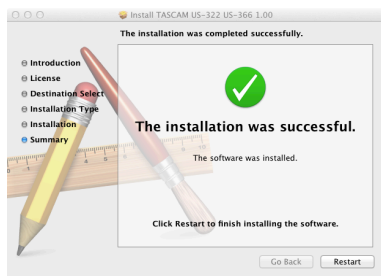 Install TASCAM US-322 US-366 1.00
The installation was completed successfully.
Introduction
License
Destination Select
Installation Type
Installation
Summary
The installation was successful.
The software was installed.
Click Restart to finish installing the software.
Go Back
Restart